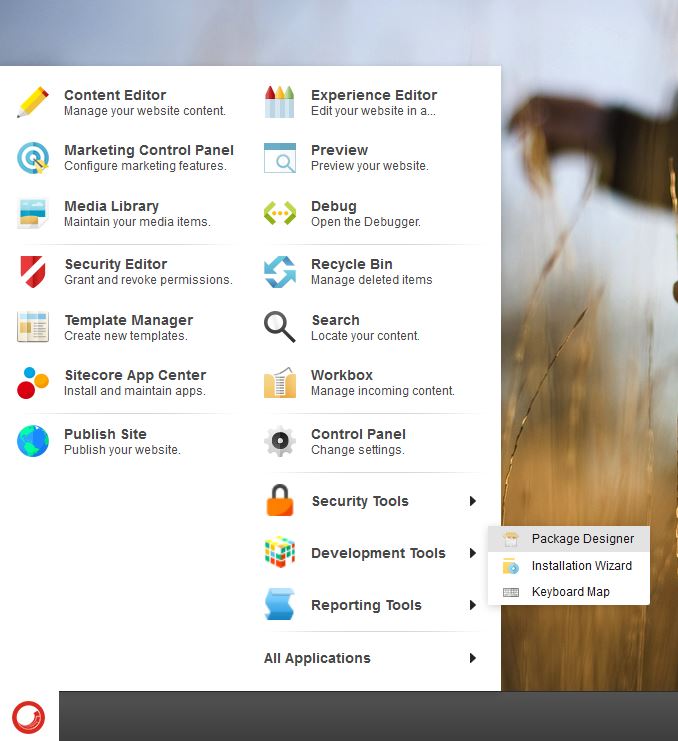 Content Editor
Manage your website content.
Marketing Control Panel
Configure marketing features.
Media Library
Maintain your media items.
Security Editor
Grant and revoke permissions.
Template Manager
Create new templates.
Sitecore App Center
Install and maintain apps.
Publish Site
Publish your website.
Experience Editor
Edit your website in a...
Preview
Preview your website.
Debug
Open the Debugger.
Recycle Bin
Manage deleted items
Search
Locate your content.
Workbox
Manage incoming content.
Control Panel
Change settings.
Security Tools
Development Tools
Reporting Tools
All Applications
Package Designer
Installation Wizard
Keyboard Map